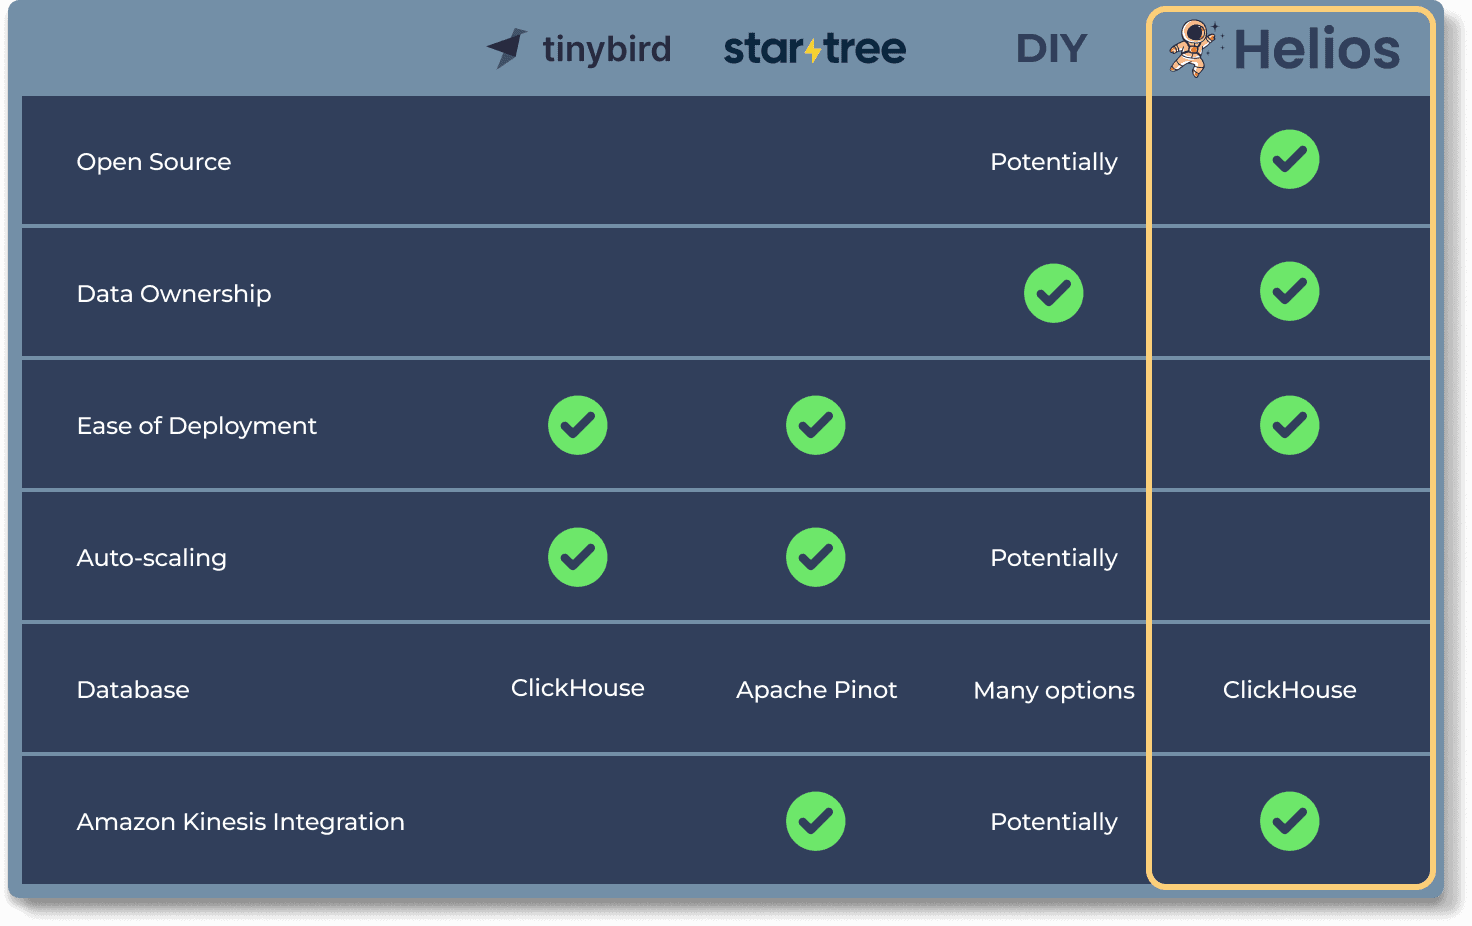 tinybird startree DIY Helios
Open Source Potentially
Data Ownership
Ease of Deployment
Auto-scaling Potentially
Database ClickHouse Apache Pinot Many options ClickHouse
Amazon Kinesis Integration Potentially